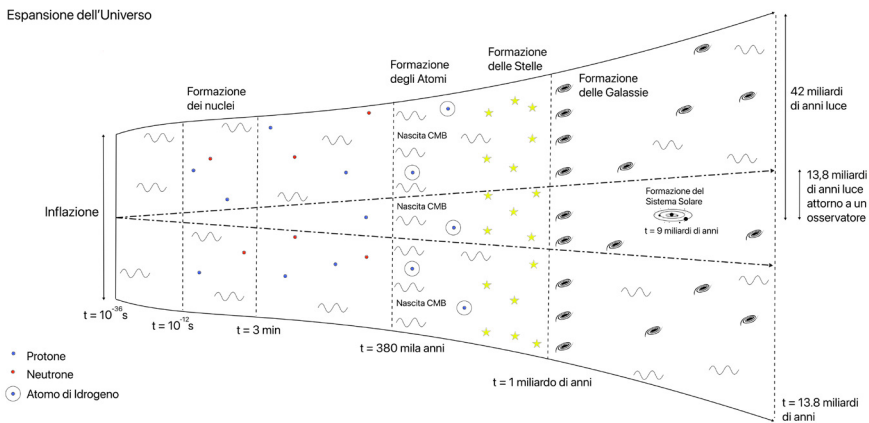 Espansione dell'Universo
Formazione
dei nuclei
Formazione
degli Atomi
Formazione
delle Stelle
Formazione
delle Galassie
42 miliardi
di anni luce
Nascita CMB
Inflazione
Nascita CMB
Formazione del
Sistema Solare
t = 9 miliardi di anni
13,8 miliardi
di anni luce
attorno a un
osservatore
Nascita CMB
t = 10^-36 s
t = 10^-12 s
t = 3 min
t = 380 mila anni
t = 1 miliardo di anni
t = 13.8 miliardi
di anni
Protone
Neutrone
Atomo di Idrogeno